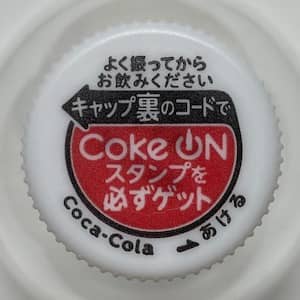 よく振ってから
お飲みください
キャップ裏のコードで
Coke ON
スタンプを
必ずゲット
Coca-Cola
あける